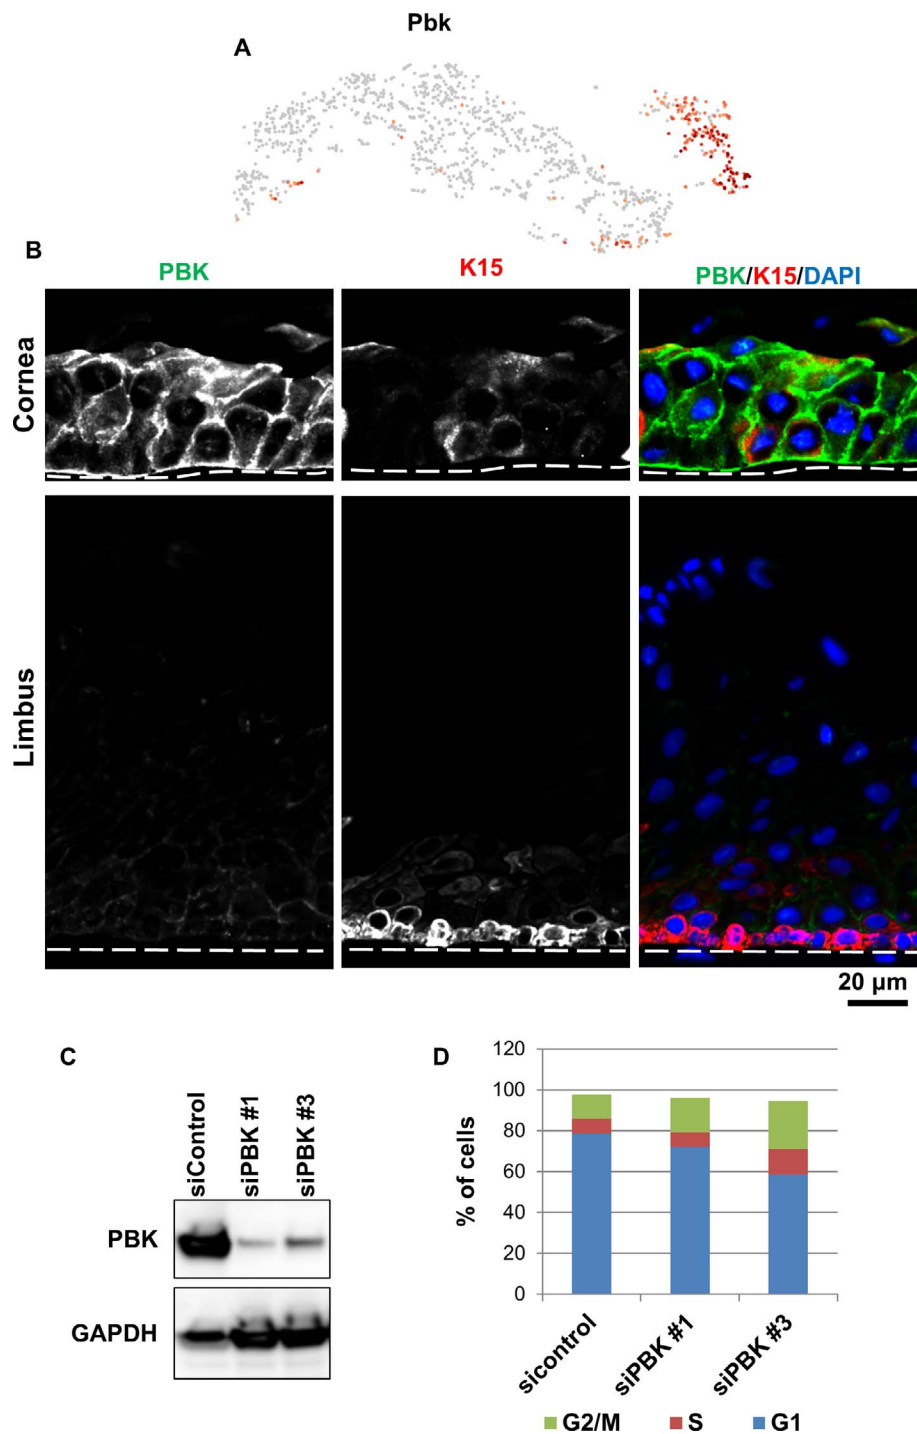 Pbk
A
B
PBK
K15
PBK/K15/DAPI
Cornea
Limbus
20 µm
C
siControl
siPBK #1
siPBK #3
PBK
GAPDH
D
% of cells
120
100
80
60
40
20
0
sicontrol
siPBK #1
siPBK #3
G2/M S G1